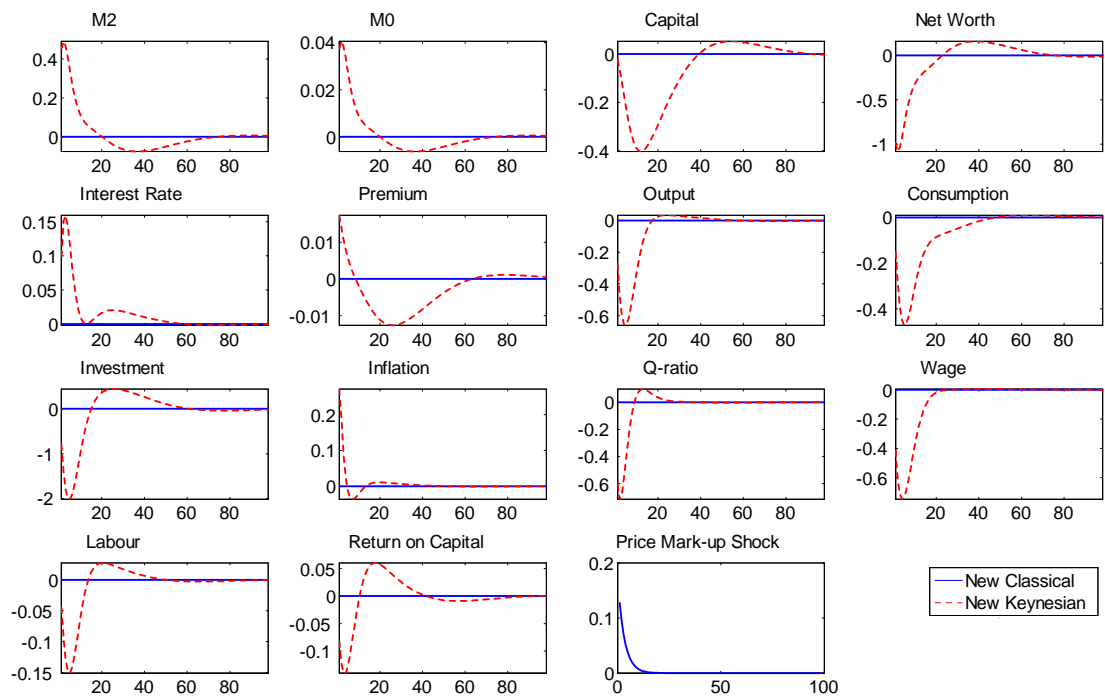 M2 M0 Capital Net Worth
0.4
0.2
0
20 40 60 80
0.04
0.02
0
20 40 60 80
0
-0.2
-0.4
20 40 60 80
0
-0.5
-1
20 40 60 80
Interest Rate Premium Output Consumption
0.15
0.1
0.05
0
20 40 60 80
0.01
0
-0.01
20 40 60 80
0
-0.2
-0.4
-0.6
20 40 60 80
0
-0.2
-0.4
20 40 60 80
Investment Inflation Q-ratio Wage
0
-1
-2
20 40 60 80
0.2
0.1
0
20 40 60 80
0
-0.2
-0.4
-0.6
20 40 60 80
0
-0.2
-0.4
-0.6
20 40 60 80
Labour Return on Capital Price Mark-up Shock
0
-0.05
-0.1
-0.15
20 40 60 80
0.05
0
-0.05
-0.1
20 40 60 80
0.2
0.1
0
0 50 100
New Classical
New Keynesian